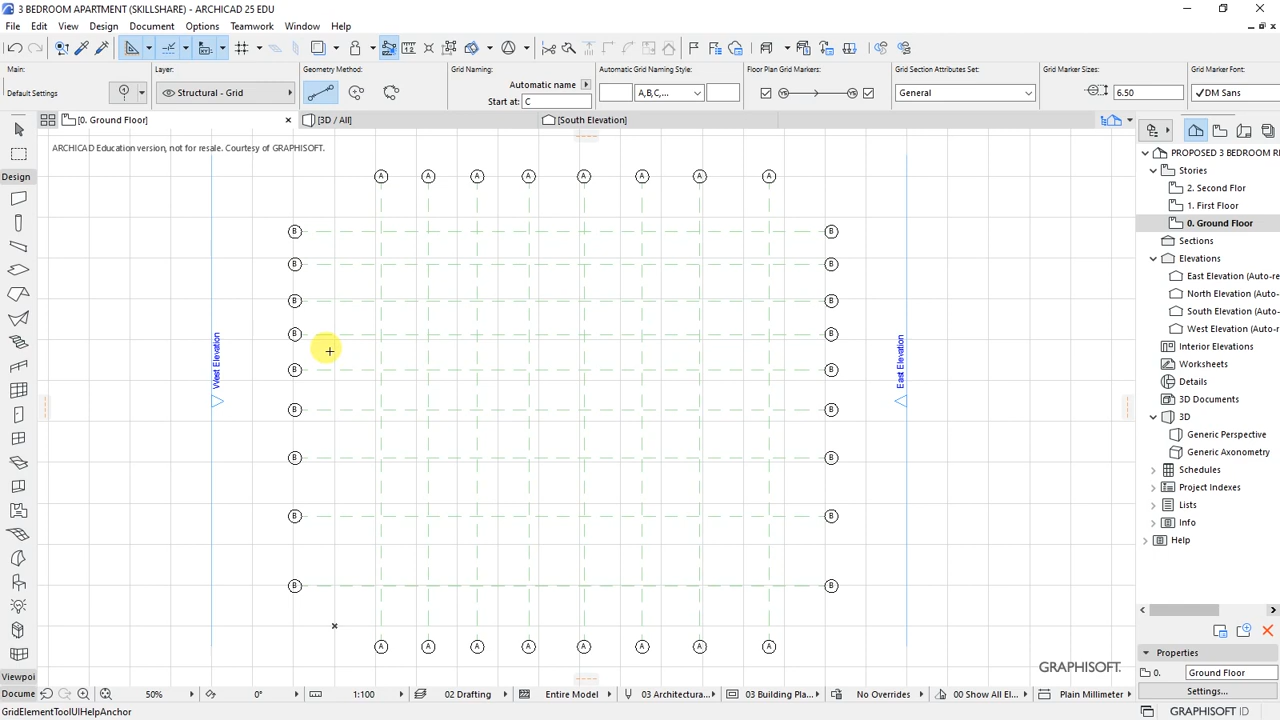 3 BEDROOM APARTMENT (SKILLSHARE) - ARCHICAD 25 EDU
File Edit View Design Document Options Teamwork Window Help
Main:
Default Settings
Layer:
Structural - Grid
Geometry Method:
Grid Naming:
Automatic name
Start at: C
Automatic Grid Naming Style:
A,B,C,...
Floor Plan Grid Markers:
Grid Section Attributes Set:
General
Grid Marker Sizes:
6.50
Grid Marker Font:
DM Sans
[0. Ground Floor]
[3D / All]
[South Elevation]
Design
ARCHICAD Education version, not for resale. Courtesy of GRAPHISOFT.
A A A A A A A A
B B
B B
B B
B B
B B
B B
B B
B B
B B
A A A A A A A A
West Elevation
East Elevation
GRAPHISOFT.
PROPOSED 3 BEDROOM RE
Stories
2. Second Flor
1. First Floor
0. Ground Floor
Sections
Elevations
East Elevation (Auto-re
North Elevation (Auto-r
South Elevation (Auto-r
West Elevation (Auto-re
Interior Elevations
Worksheets
Details
3D Documents
3D
Generic Perspective
Generic Axonometry
Schedules
Project Indexes
Lists
Info
Help
Properties
0. Ground Floor
Settings...
GRAPHISOFT ID
Viewpoi
Docume
50% 0° 1:100 02 Drafting Entire Model 03 Architectura... 03 Building Pla... No Overrides 00 Show All El... Plain Millimeter
GridElementToolUIHelpAnchor